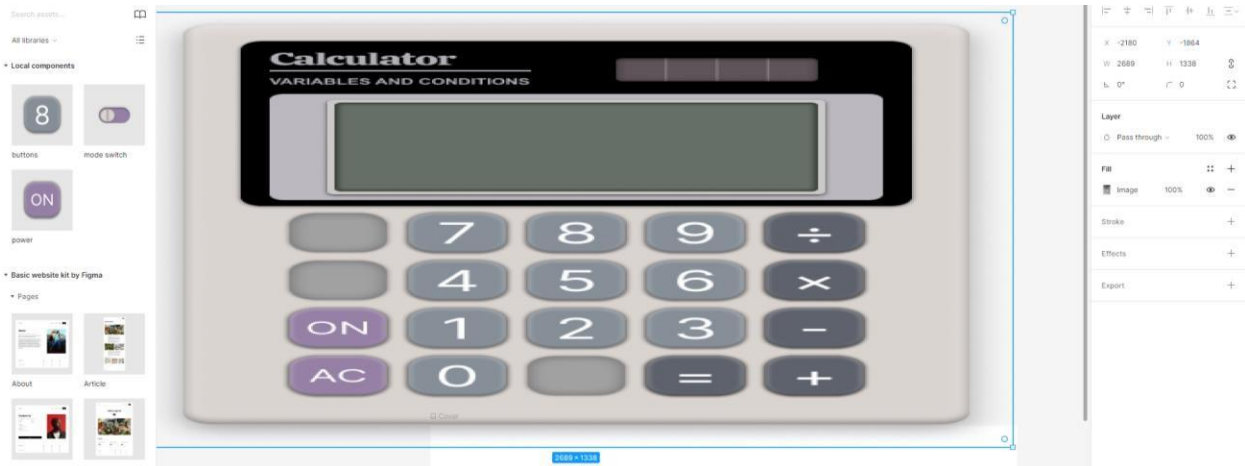 Search assets...
All libraries
Local components
8
buttons
mode switch
ON
power
Basic website kit by Figma
Pages
About
Article
Calculator
VARIABLES AND CONDITIONS
7 8 9 ÷
4 5 6 ×
ON 1 2 3 -
AC 0 = +
Cover
2689 × 1338
X -2180 Y -1864
W 2689 H 1338
0° 0
Layer
Pass through 100%
Fill
Image 100%
Stroke
Effects
Export